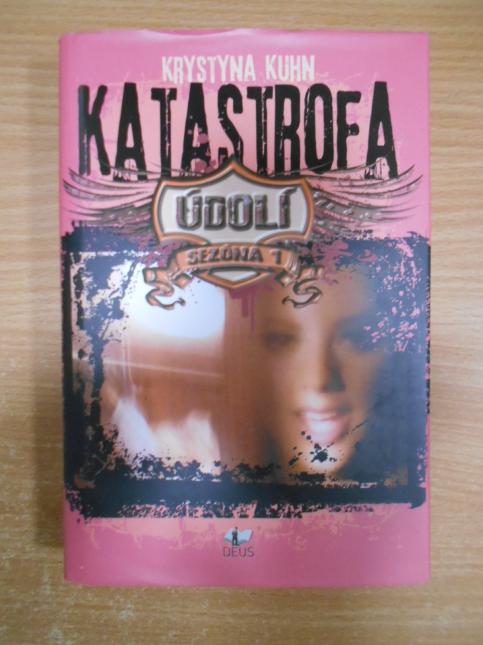 KRYSTYNA KUHN
KATASTROFA
ÚDOLÍ
SEZÓNA 1
DEUS